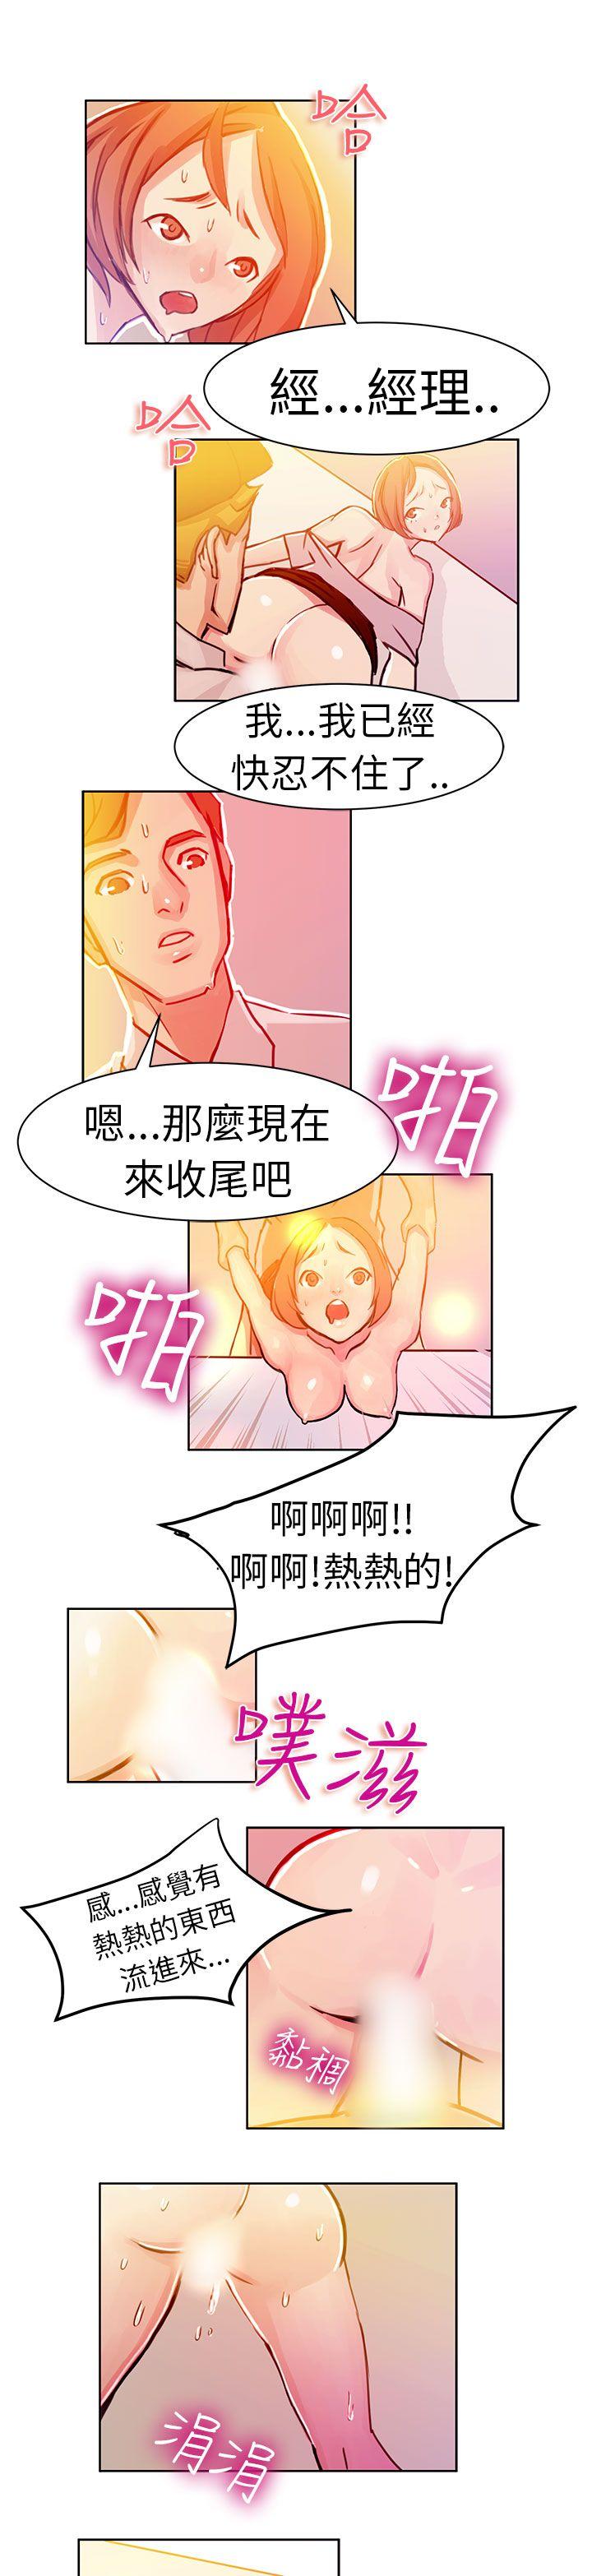 哈
經...經理..
哈
我...我已經
快忍不住了..
嗯...那麼現在
來收尾吧
啪
啪
啊啊啊!!
啊啊!熱熱的!
噗滋
感...感覺有
熱熱的東西
流進來...
黏稠
涓涓